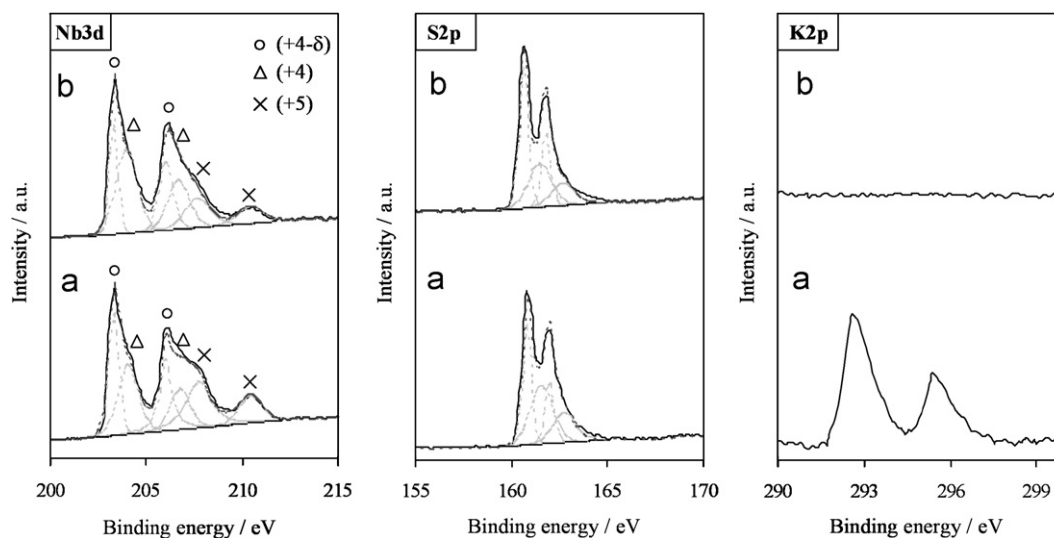 Nb3d
○ (+4-δ)
△ (+4)
× (+5)
b
a
Intensity / a.u.
200 205 210 215
Binding energy / eV
S2p
b
a
Intensity / a.u.
155 160 165 170
Binding energy / eV
K2p
b
a
Intensity / a.u.
290 293 296 299
Binding energy / eV